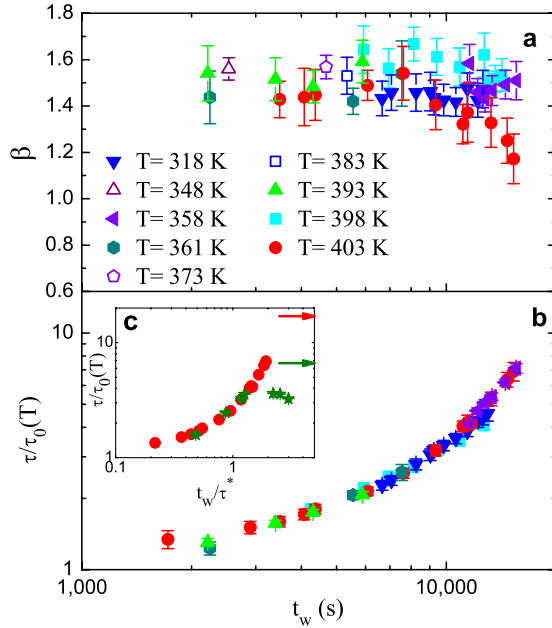 1.8
a
1.6
1.4
1.2
β
1.0
T= 318 K
T= 383 K
T= 348 K
T= 393 K
0.8
T= 358 K
T= 398 K
T= 361 K
T= 403 K
T= 373 K
0.6
10
c
b
10
τ/τ0(T)
1
0.1
1
tw/τ*
τ/τ0(T)
1
1,000
10,000
tw (s)